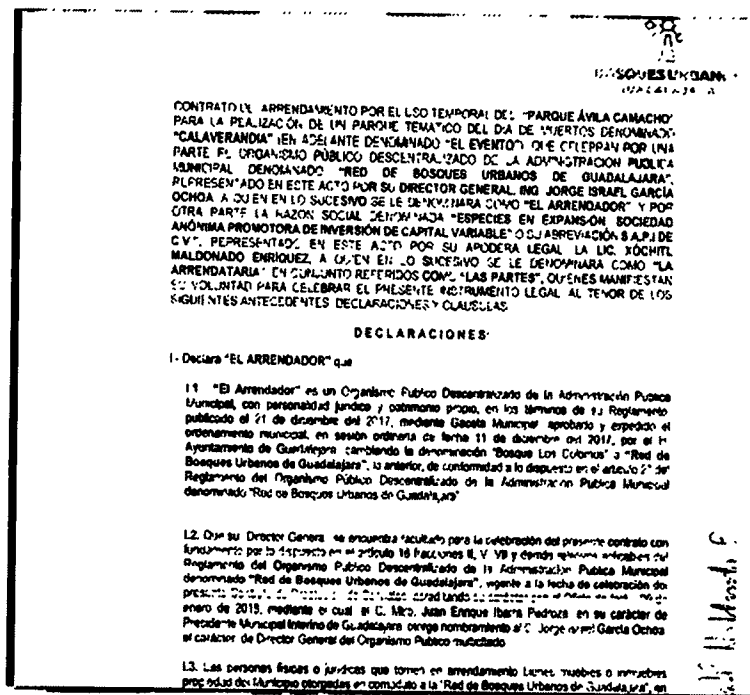 BOSQUES URBAN
CONTRATO DE ARRENDAMIENTO POR EL USO TEMPORAL DEL "PARQUE ÁVILA CAMACHO"
PARA LA REALIZACIÓN DE UN PARQUE TEMATICO DEL DIA DE MUERTOS DENOMINADO
"CALAVERANDIA" (EN ADELANTE DENOMINADO "EL EVENTO") QUE CELEBRAN POR UNA
PARTE EL ORGANISMO PÚBLICO DESCENTRALIZADO DE LA ADMINISTRACION PUBLICA
MUNICIPAL DENOMINADO "RED DE BOSQUES URBANOS DE GUADALAJARA",
REPRESENTADO EN ESTE ACTO POR SU DIRECTOR GENERAL, ING JORGE ISRAEL GARCÍA
OCHOA, A QUIEN EN LO SUCESIVO SE LE DENOMINARA COMO "EL ARRENDADOR" Y POR
OTRA PARTE LA RAZON SOCIAL DENOMINADA "ESPECIES EN EXPANSIÓN, SOCIEDAD
ANÓNIMA PROMOTORA DE INVERSIÓN DE CAPITAL VARIABLE" O SU ABREVIACIÓN S.A.P.I DE
C.V., REPRESENTADO EN ESTE ACTO POR SU APODERA LEGAL LA LIC. XÓCHITL
MALDONADO ENRIQUEZ, A QUIEN EN LO SUCESIVO SE LE DENOMINARA COMO "LA
ARRENDATARIA" EN CONJUNTO REFERIDOS COMO "LAS PARTES", QUIENES MANIFIESTAN
SU VOLUNTAD PARA CELEBRAR EL PRESENTE INSTRUMENTO LEGAL AL TENOR DE LOS
SIGUIENTES ANTECEDENTES DECLARACIONES Y CLAUSULAS
DECLARACIONES
I.- Declara "EL ARRENDADOR" que
I.1 "El Arrendador" es un Organismo Público Descentralizado de la Administración Publica
Municipal, con personalidad jurídica y patrimonio propio, en los términos de su Reglamento
publicado el 21 de diciembre del 2017, mediante Gaceta Municipal aprobado y expedido el
ordenamiento municipal, en sesión ordinaria de fecha 11 de diciembre del 2017, por el H
Ayuntamiento de Guadalajara cambiando la denominación "Bosque Los Colomos" a "Red de
Bosques Urbanos de Guadalajara", lo anterior, de conformidad a lo dispuesto en el artículo 2° del
Reglamento del Organismo Público Descentralizado de la Administración Publica Municipal
denominado "Red de Bosques Urbanos de Guadalajara"
I.2. Que su Director General se encuentra facultado para la celebración del presente contrato con
fundamento por lo dispuesto en el artículo 16 fracciones II, V, VII y demás relativos aplicables del
Reglamento del Organismo Público Descentralizado de la Administración Publica Municipal
denominado "Red de Bosques Urbanos de Guadalajara", vigente a la fecha de celebración del
presente
enero de 2019, mediante el cual el C. Mtro. Juan Enrique Ibarra Pedroza en su carácter de
Presidente Municipal Interino de Guadalajara otorga nombramiento al C. Jorge Israel García Ochoa
el carácter de Director General del Organismo Publico multicitado
I.3. Las personas físicas o jurídicas que tomen en arrendamiento bienes muebles o inmuebles
propiedad del Municipio otorgadas en comodato a la "Red de Bosques Urbanos de Guadalajara", en